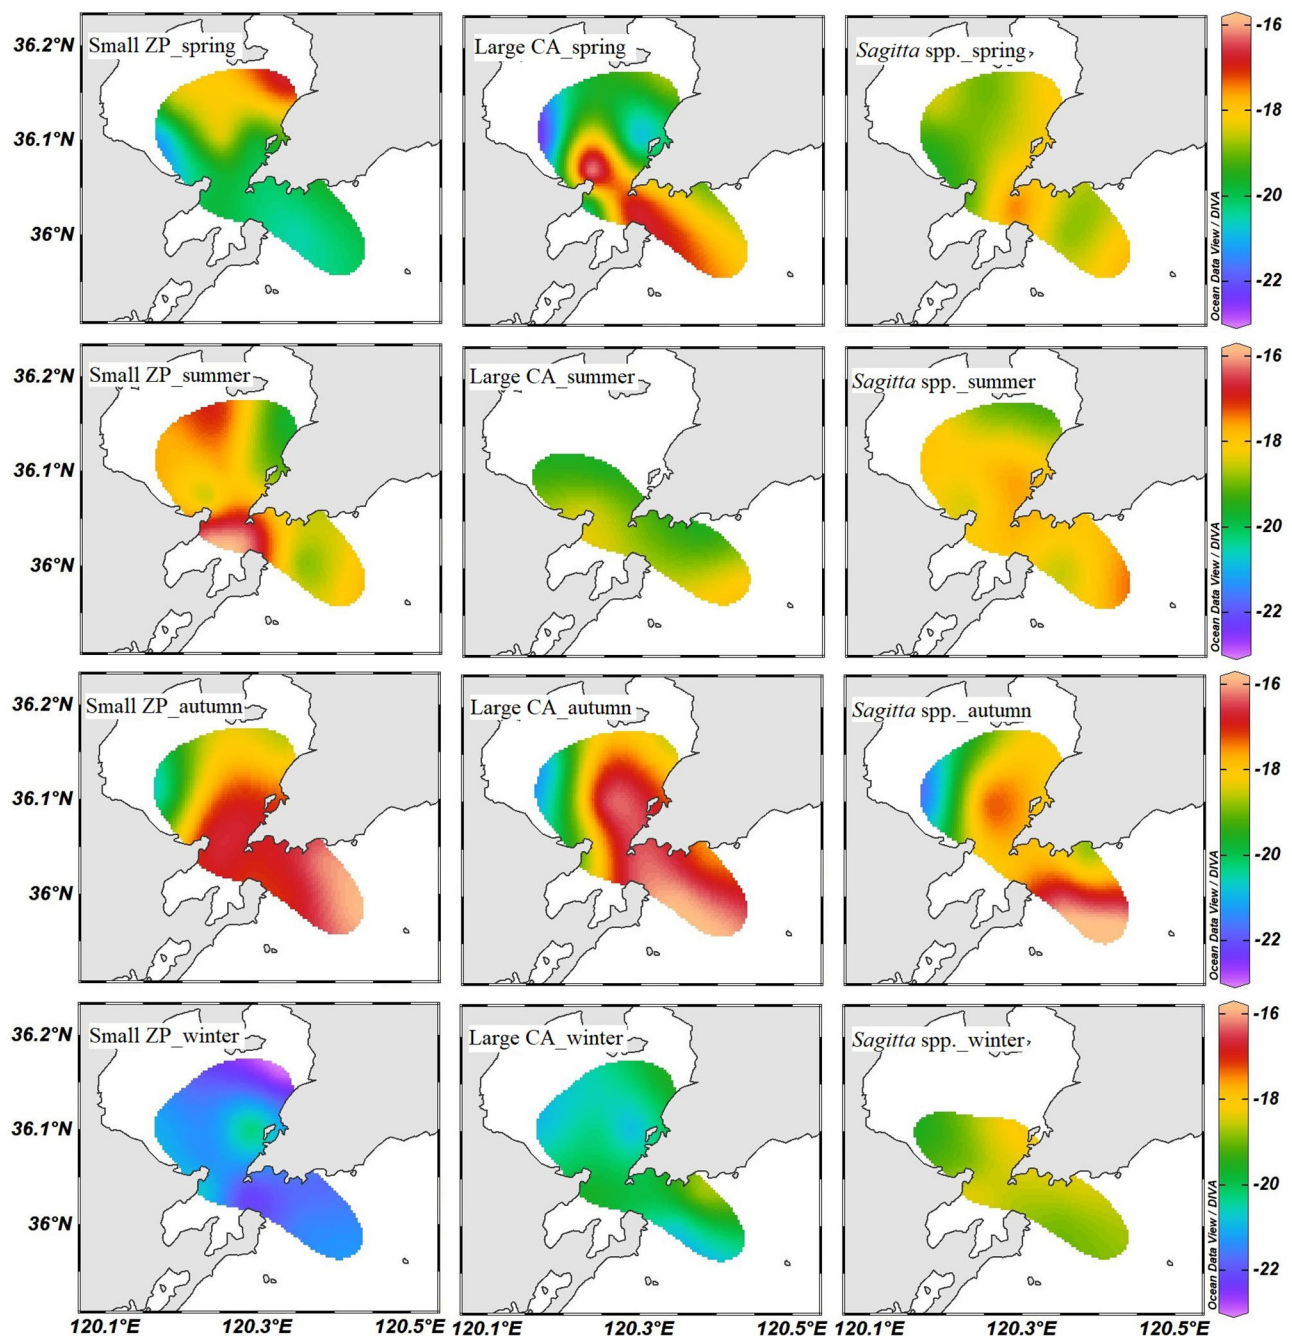 36.2°N
Small ZP_spring
Large CA_spring
Sagitta spp._spring
36.1°N
36°N
Ocean Data View / DIVA
-16
-18
-20
-22
36.2°N
Small ZP_summer
Large CA_summer
Sagitta spp._summer
36.1°N
36°N
Ocean Data View / DIVA
-16
-18
-20
-22
36.2°N
Small ZP_autumn
Large CA_autumn
Sagitta spp._autumn
36.1°N
36°N
Ocean Data View / DIVA
-16
-18
-20
-22
36.2°N
Small ZP_winter
Large CA_winter
Sagitta spp._winter
36.1°N
36°N
Ocean Data View / DIVA
-16
-18
-20
-22
120.1°E 120.3°E 120.5°E 120.1°E 120.3°E 120.5°E 120.1°E 120.3°E 120.5°E